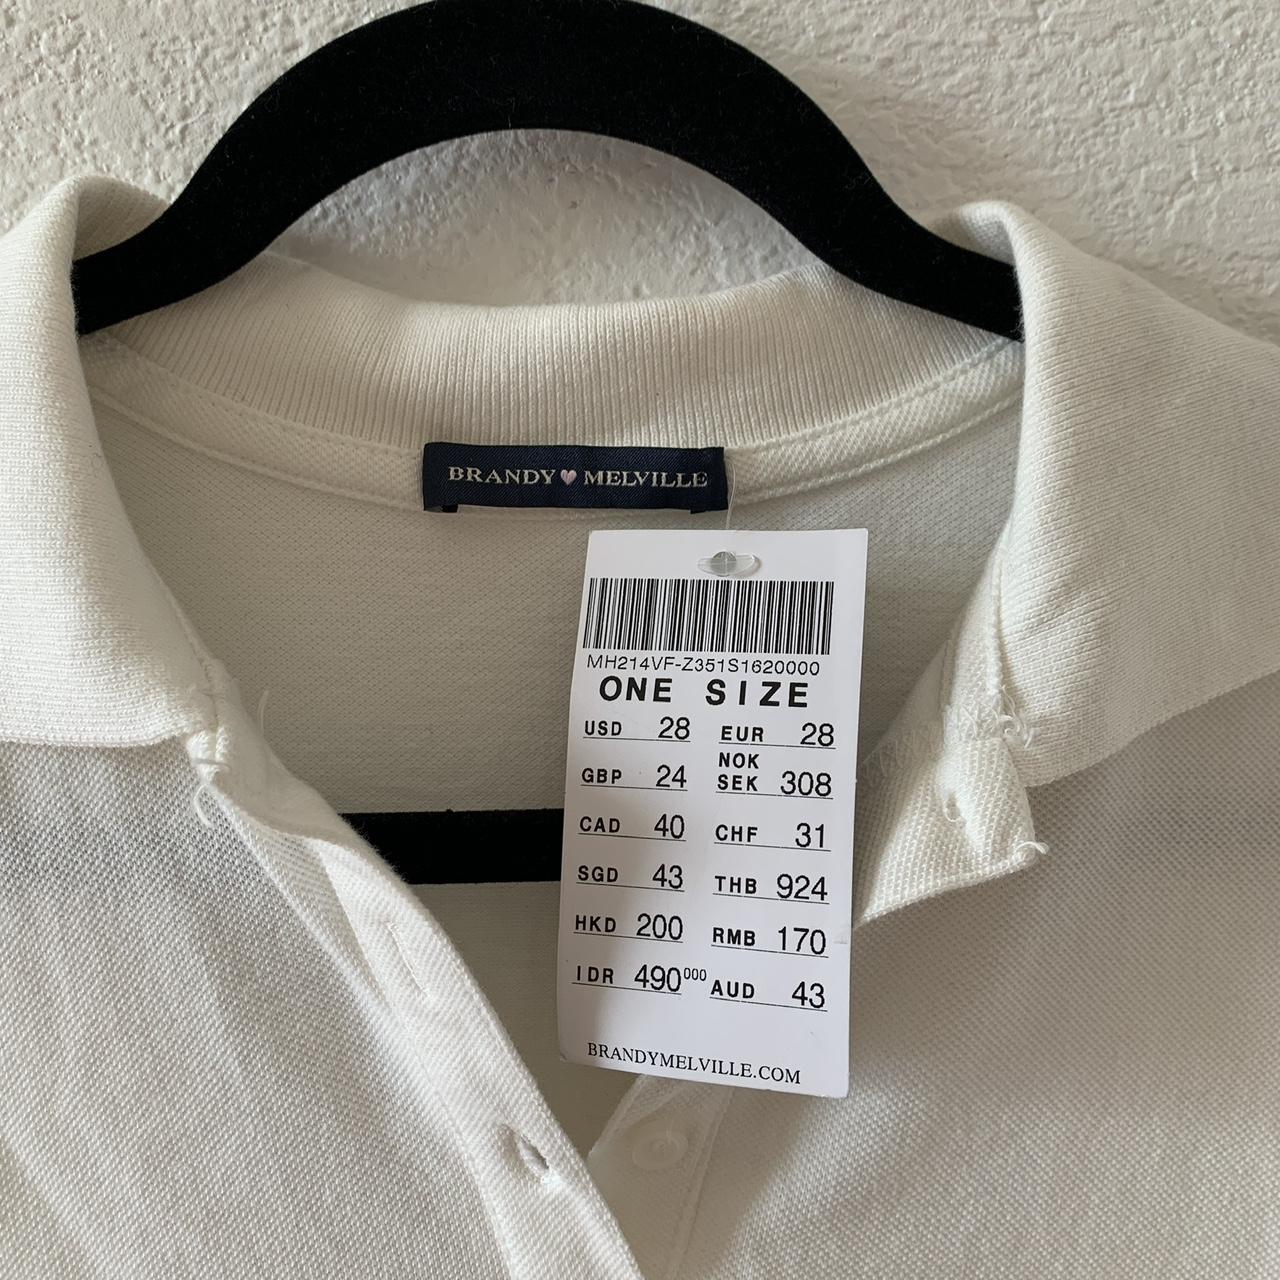 BRANDY MELVILLE
MH214VF-Z351S1620000
ONE SIZE
USD 28 EUR 28
GBP 24 NOK SEK 308
CAD 40 CHF 31
SGD 43 THB 924
HKD 200 RMB 170
IDR 490000 AUD 43
BRANDYMELVILLE.COM